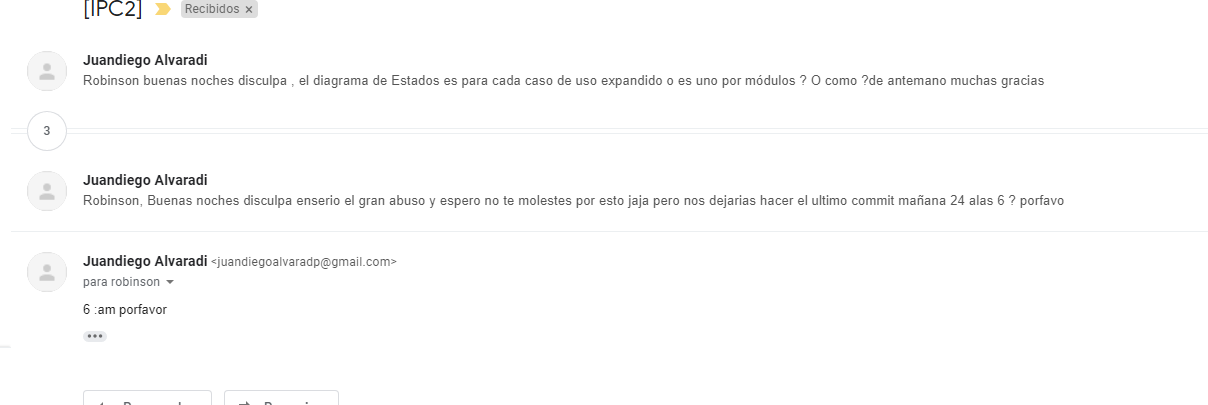 [IPC2] Recibidos ×
Juandiego Alvaradi
Robinson buenas noches disculpa , el diagrama de Estados es para cada caso de uso expandido o es uno por módulos ? O como ?de antemano muchas gracias
3
Juandiego Alvaradi
Robinson, Buenas noches disculpa enserio el gran abuso y espero no te molestes por esto jaja pero nos dejarias hacer el ultimo commit mañana 24 alas 6 ? porfavo
Juandiego Alvaradi <juandiegoalvaradp@gmail.com>
para robinson
6 :am porfavor